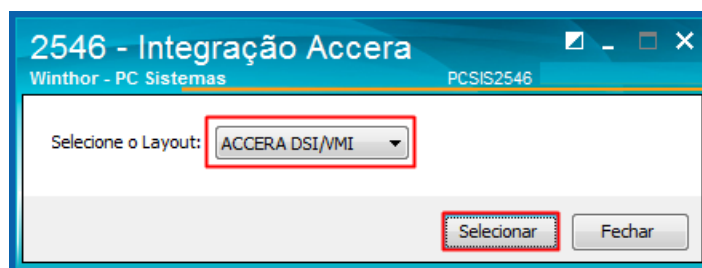 2546 - Integração Accera
Winthor - PC Sistemas PCSIS2546
Selecione o Layout: ACCERA DSI/VMI
Selecionar Fechar